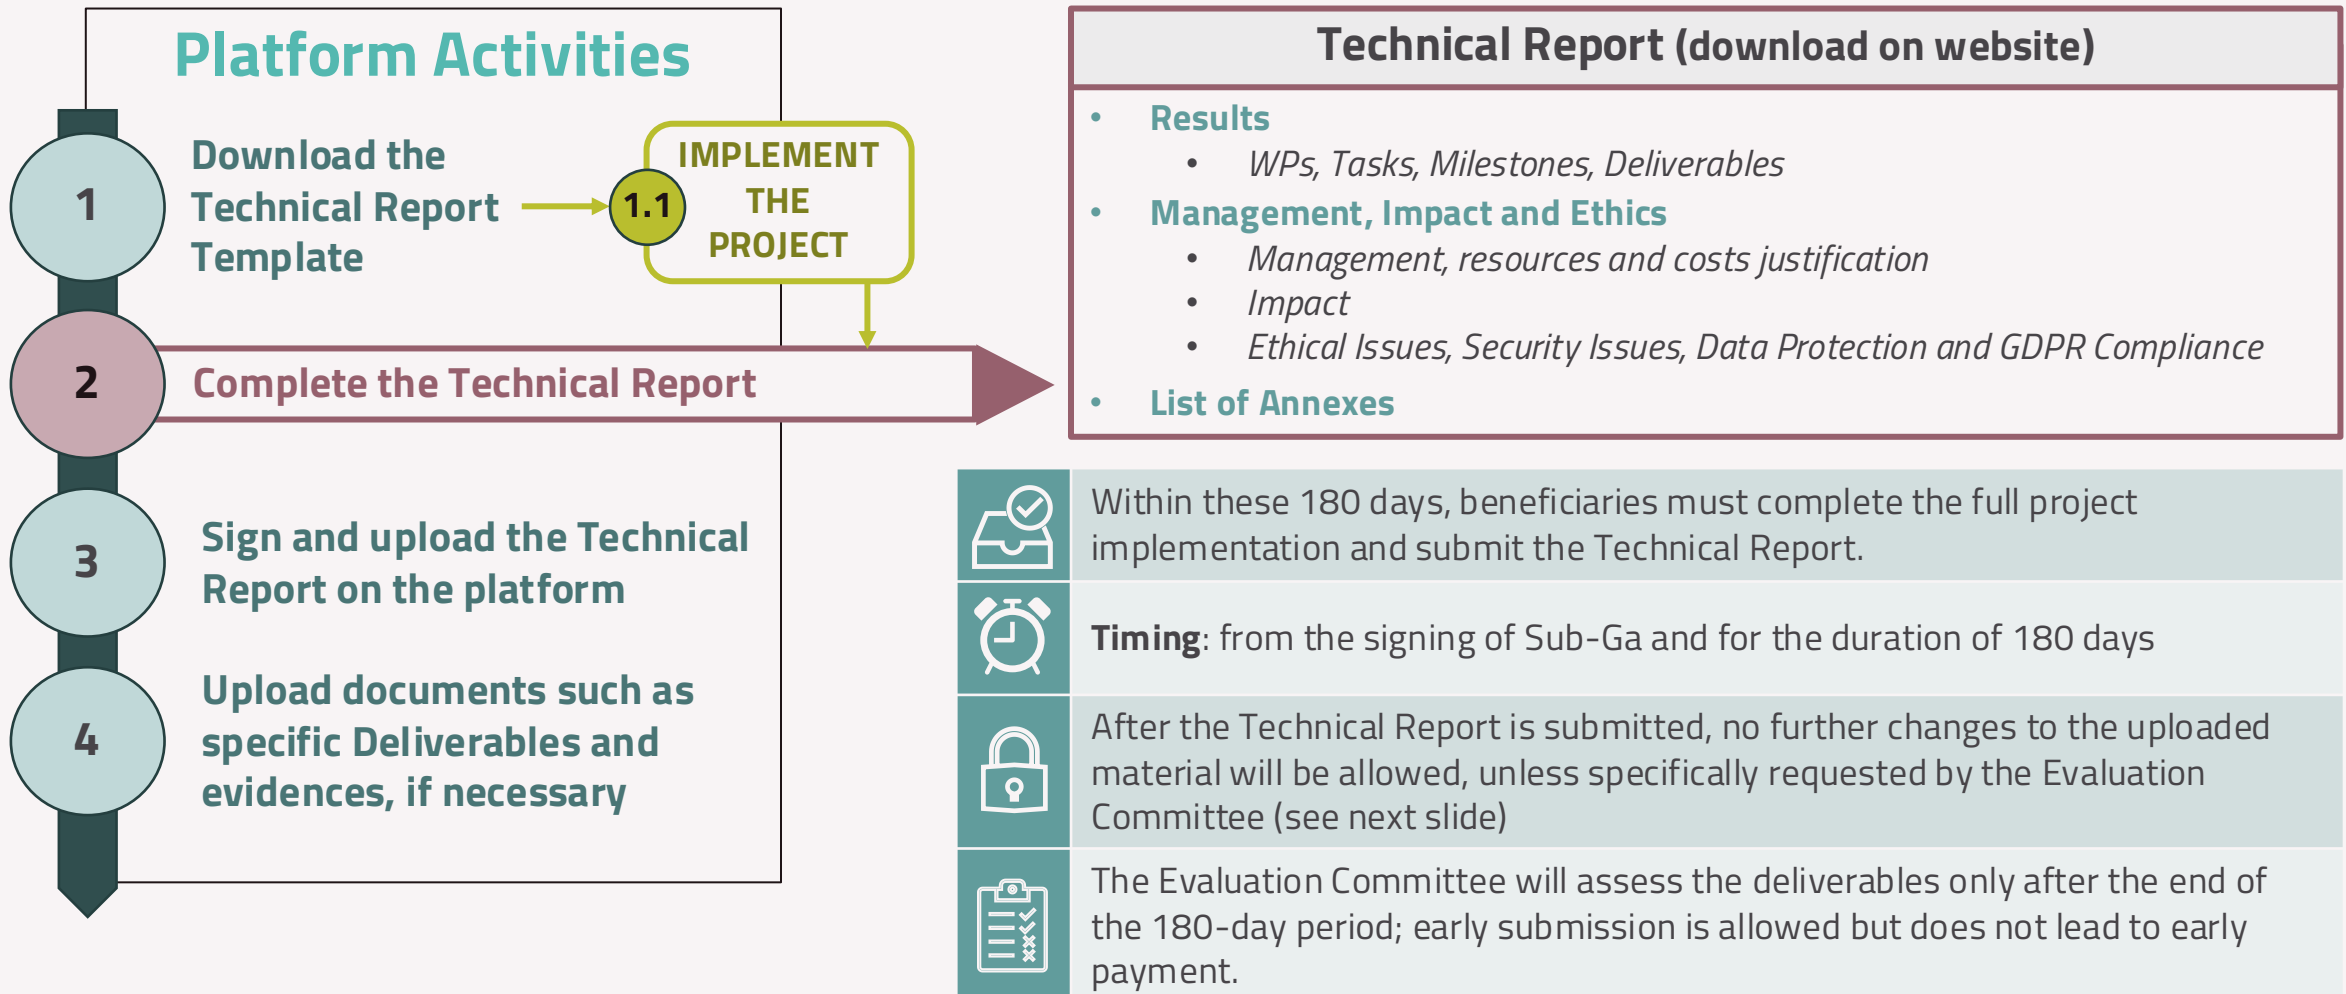 Platform Activities
1
Download the
Technical Report
Template
1.1
IMPLEMENT
THE
PROJECT
2
Complete the Technical Report
3
Sign and upload the Technical
Report on the platform
4
Upload documents such as
specific Deliverables and
evidences, if necessary
Technical Report (download on website)
• Results
• WPs, Tasks, Milestones, Deliverables
• Management, Impact and Ethics
• Management, resources and costs justification
• Impact
• Ethical Issues, Security Issues, Data Protection and GDPR Compliance
• List of Annexes
Within these 180 days, beneficiaries must complete the full project
implementation and submit the Technical Report.
Timing: from the signing of Sub-Ga and for the duration of 180 days
After the Technical Report is submitted, no further changes to the uploaded
material will be allowed, unless specifically requested by the Evaluation
Committee (see next slide)
The Evaluation Committee will assess the deliverables only after the end of
the 180-day period; early submission is allowed but does not lead to early
payment.